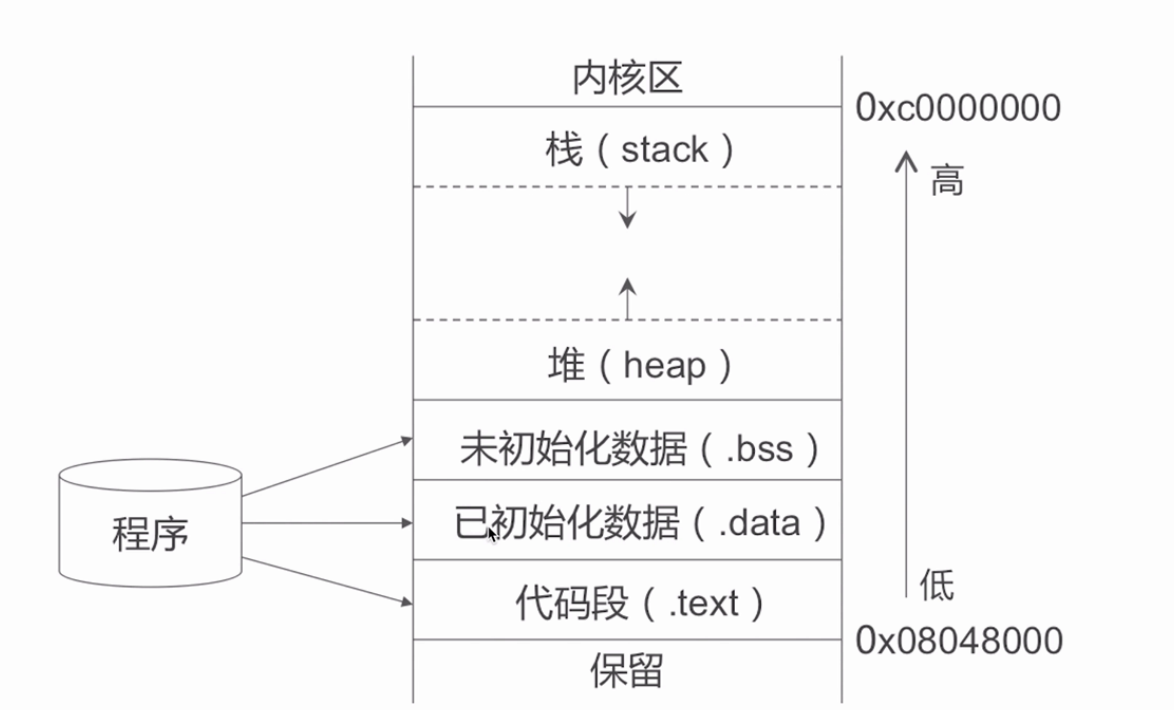 内核区
0xc0000000
栈（stack）
高
堆（heap）
未初始化数据（.bss）
已初始化数据（.data）
程序
代码段（.text）
低
0x08048000
保留